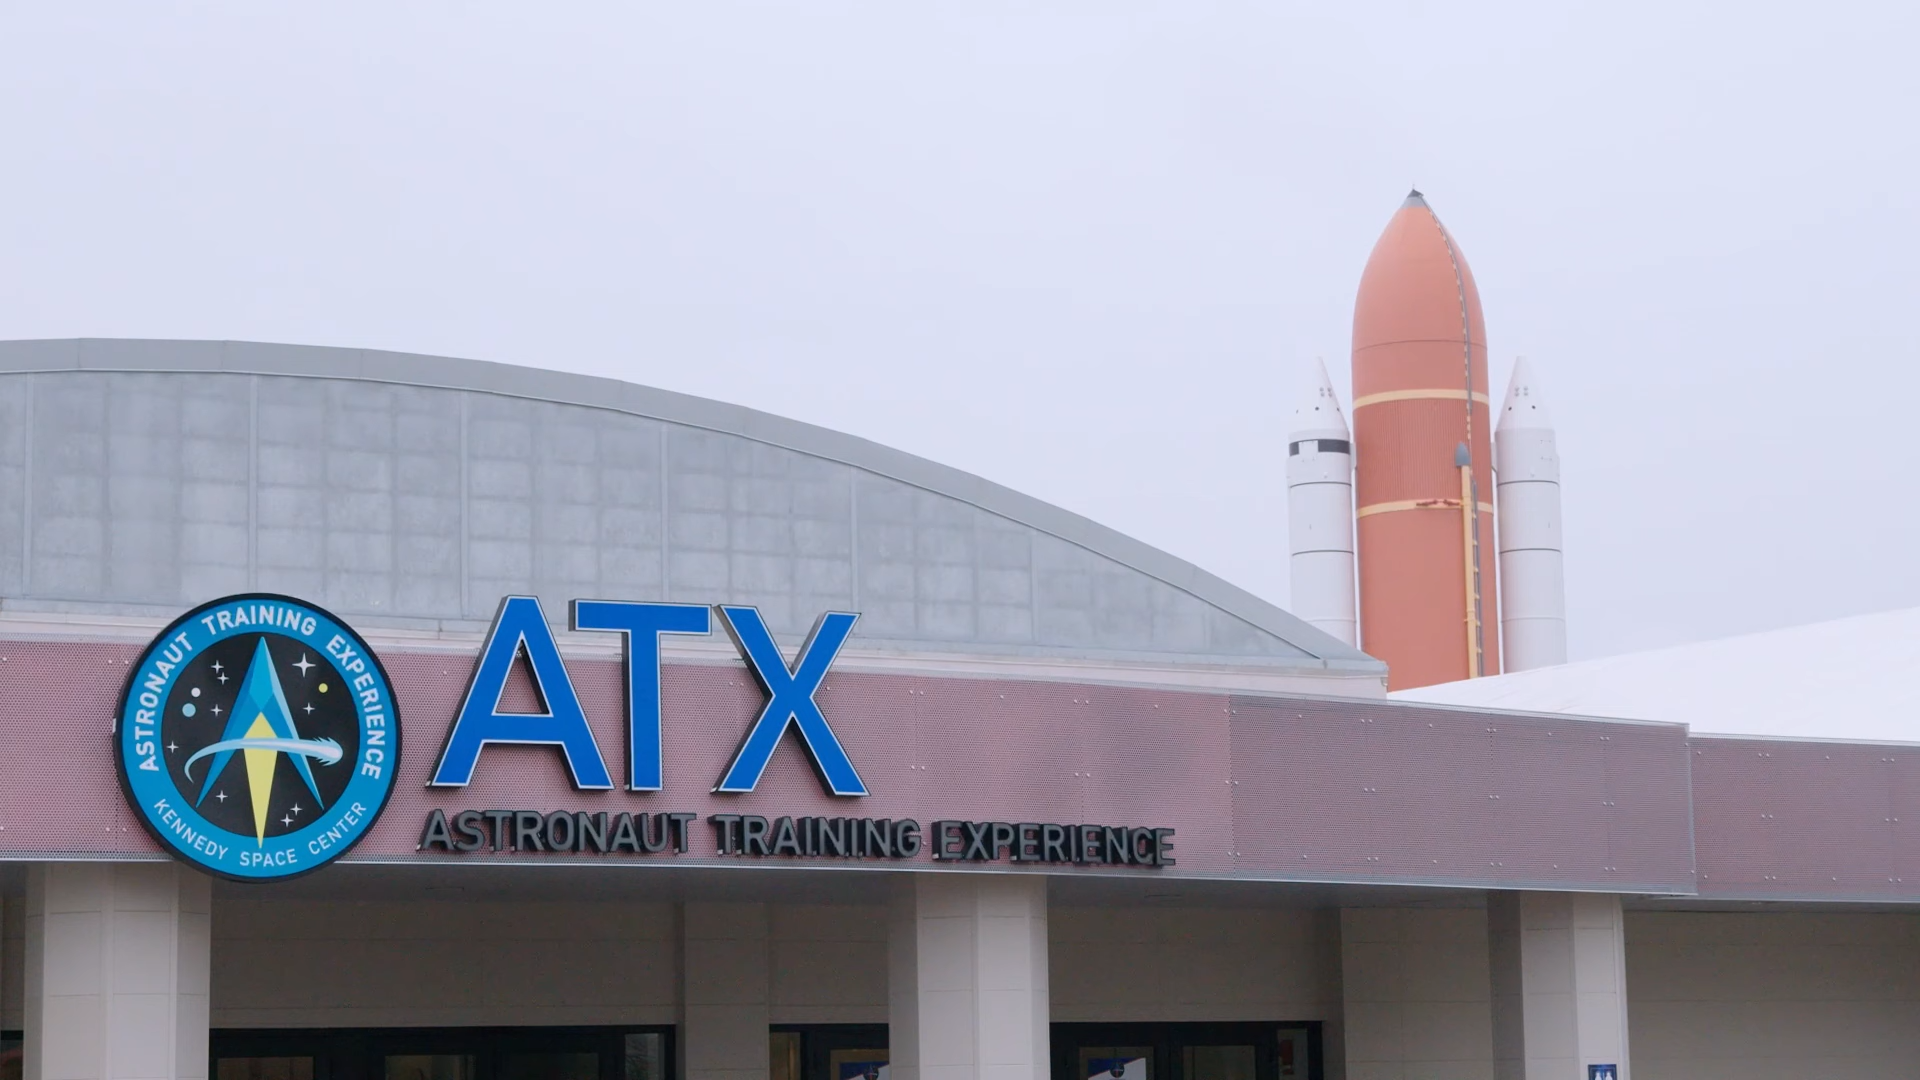 ASTRONAUT TRAINING EXPERIENCE
KENNEDY SPACE CENTER
ATX
ASTRONAUT TRAINING EXPERIENCE